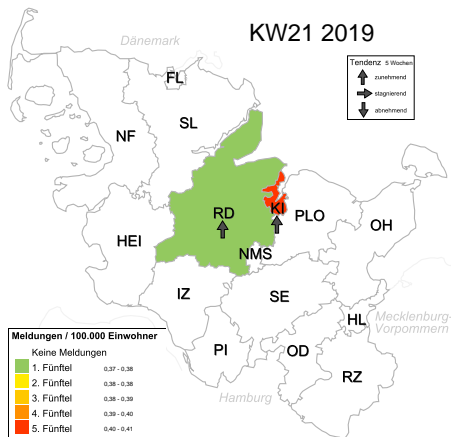 KW21 2019
Dänemark
Tendenz 5 Wochen
zunehmend
stagnierend
abnehmend
FL
NF
SL
RD
KI
PLO
OH
HEI
NMS
IZ
SE
HL
Mecklenburg-
Vorpommern
PI
OD
RZ
Hamburg
Meldungen / 100.000 Einwohner
Keine Meldungen
1. Fünftel 0,37 - 0,38
2. Fünftel 0,38 - 0,38
3. Fünftel 0,38 - 0,39
4. Fünftel 0,39 - 0,40
5. Fünftel 0,40 - 0,41